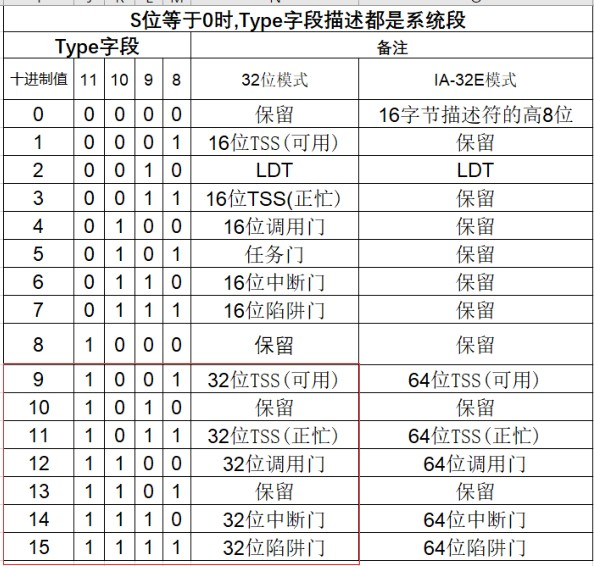 S位等于0时,Type字段描述都是系统段
Type字段 备注
十进制值 11 10 9 8 32位模式 IA-32E模式
0 0 0 0 0 保留 16字节描述符的高8位
1 0 0 0 1 16位TSS(可用) 保留
2 0 0 1 0 LDT LDT
3 0 0 1 1 16位TSS(正忙) 保留
4 0 1 0 0 16位调用门 保留
5 0 1 0 1 任务门 保留
6 0 1 1 0 16位中断门 保留
7 0 1 1 1 16位陷阱门 保留
8 1 0 0 0 保留 保留
9 1 0 0 1 32位TSS(可用) 64位TSS(可用)
10 1 0 1 0 保留 保留
11 1 0 1 1 32位TSS(正忙) 64位TSS(正忙)
12 1 1 0 0 32位调用门 64位调用门
13 1 1 0 1 保留 保留
14 1 1 1 0 32位中断门 64位中断门
15 1 1 1 1 32位陷阱门 64位陷阱门